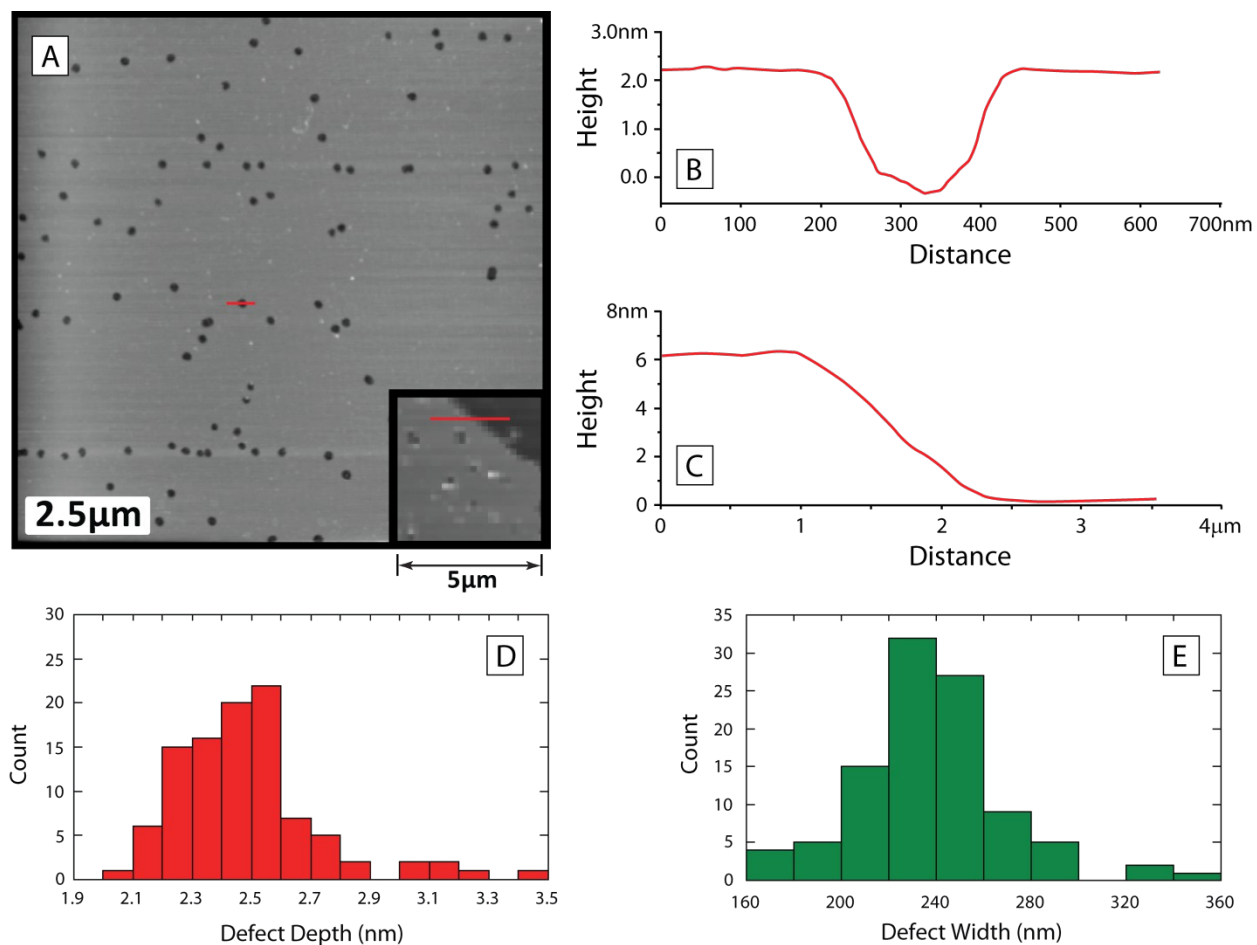 A
2.5μm
5μm
3.0nm
2.0
1.0
0.0
Height
B
0 100 200 300 400 500 600 700nm
Distance
8nm
6
4
2
0
Height
C
0 1 2 3 4μm
Distance
30
25
20
15
10
5
0
Count
D
1.9 2.1 2.3 2.5 2.7 2.9 3.1 3.3 3.5
Defect Depth (nm)
35
30
25
20
15
10
5
0
Count
E
160 200 240 280 320 360
Defect Width (nm)